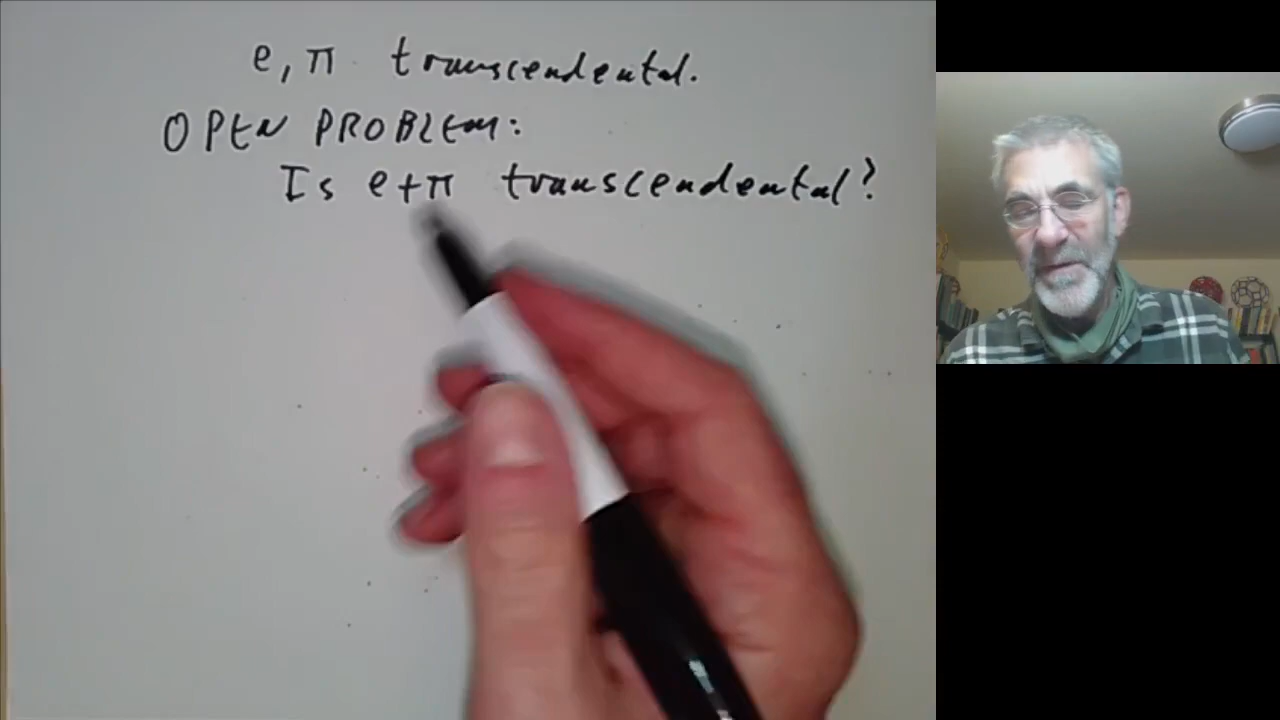 e, π transcendental.
OPEN PROBLEM:
Is e+π transcendental?